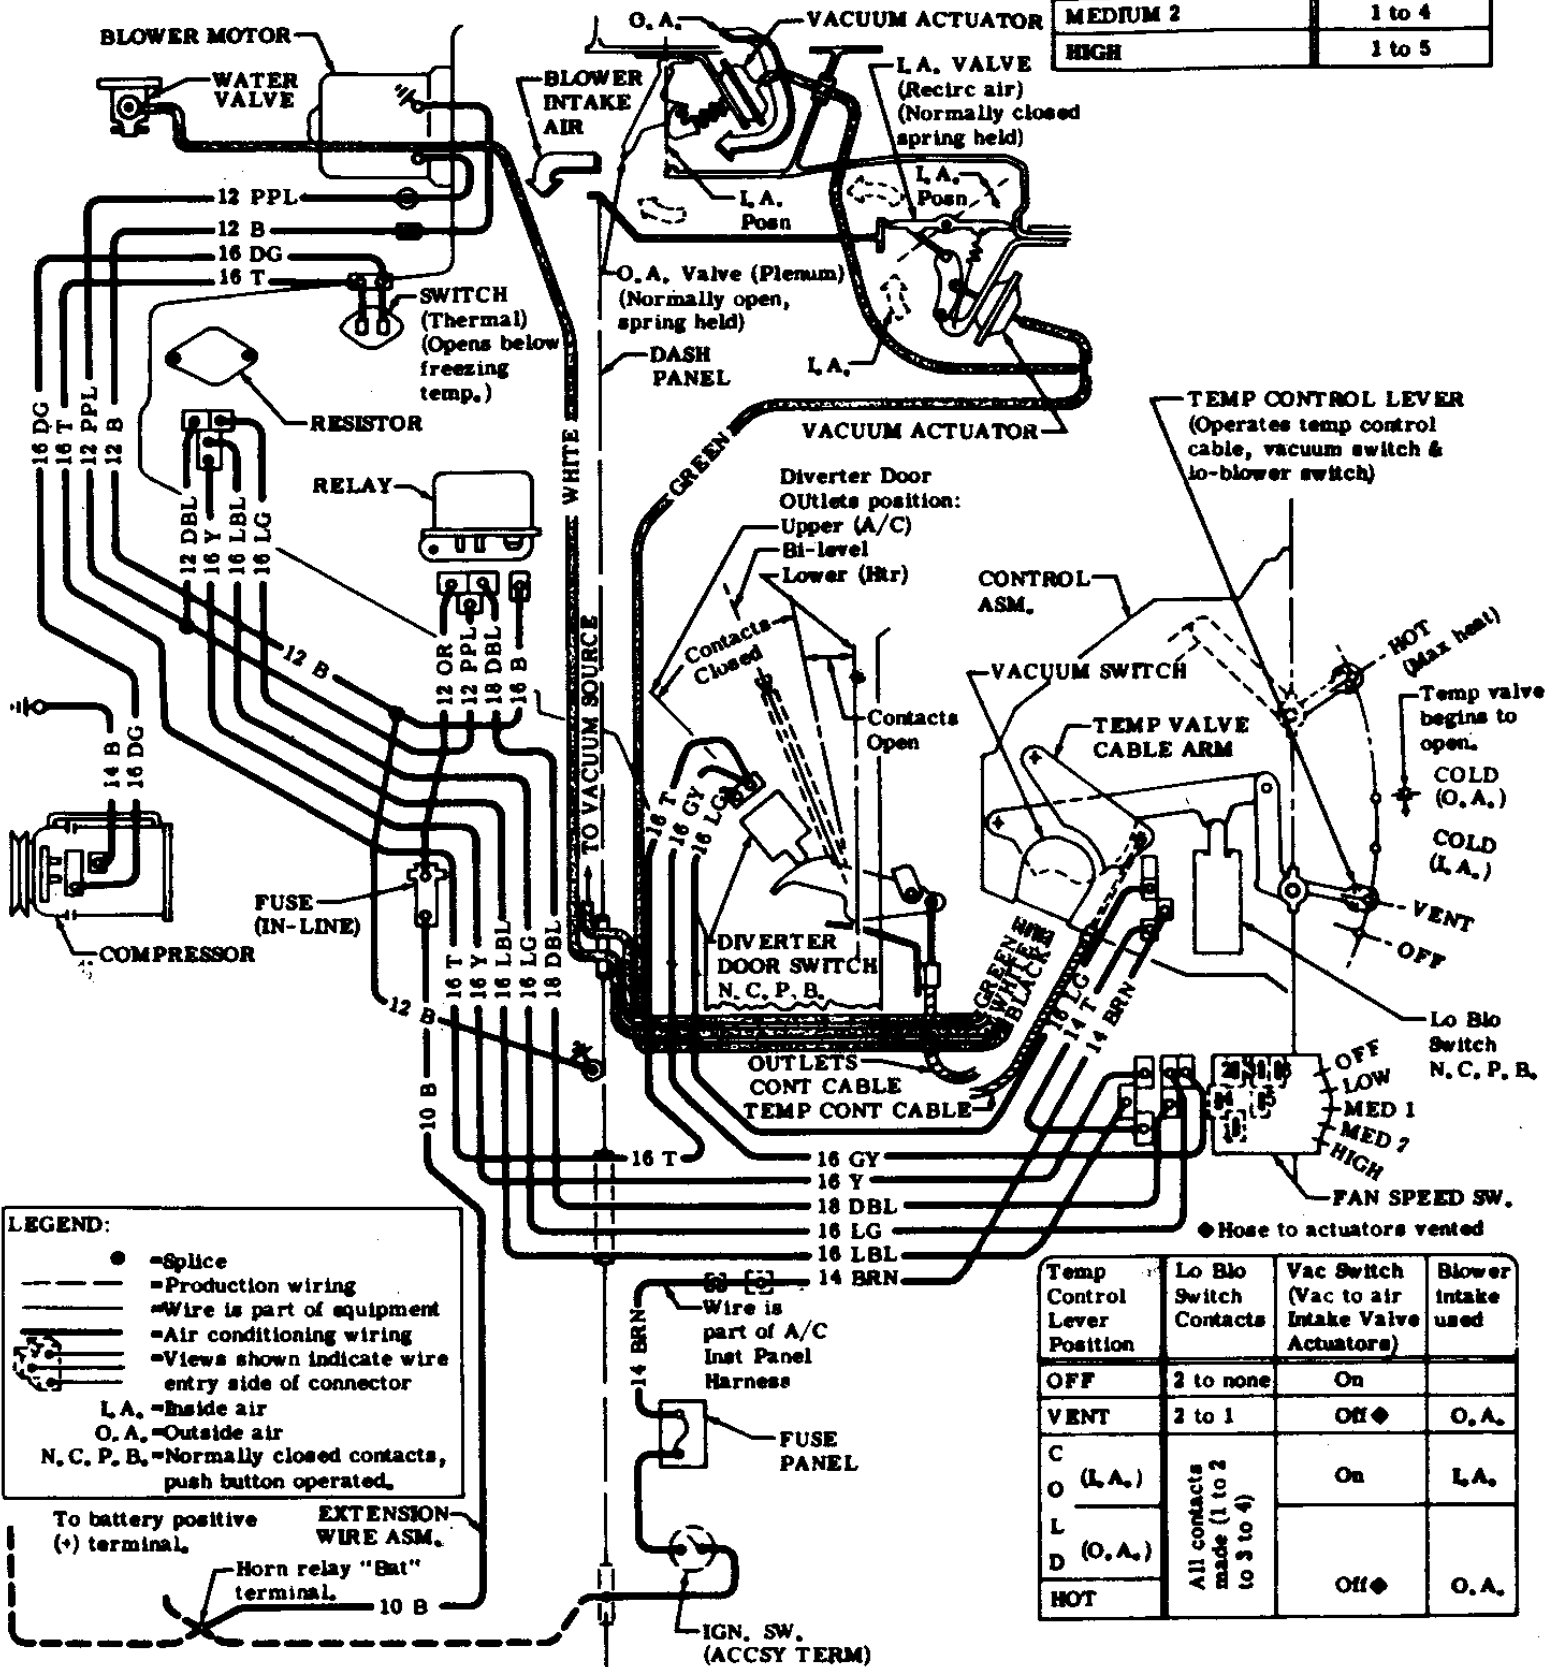 BLOWER MOTOR
WATER
VALVE
O.A.
VACUUM ACTUATOR
MEDIUM 2 1 to 4
HIGH 1 to 5
BLOWER
INTAKE
AIR
I.A. VALVE
(Recirc air)
(Normally closed
spring held)
I.A.
Posn
I.A.
Posn
12 PPL
12 B
16 DG
16 T
SWITCH
(Thermal)
(Opens below
freezing
temp.)
O.A. Valve (Plenum)
(Normally open,
spring held)
DASH
PANEL
I.A.
RESISTOR
VACUUM ACTUATOR
TEMP CONTROL LEVER
(Operates temp control
cable, vacuum switch &
lo-blower switch)
16 DG
16 T
12 PPL
12 B
WHITE
GREEN
RELAY
12 DBL
16 Y
16 LBL
16 LG
Diverter Door
OUtlets position:
Upper (A/C)
Bi-level
Lower (Htr)
CONTROL
ASM.
Contacts
Closed
Contacts
Open
12 B
12 OR
12 PPL
18 DBL
16 B
TO VACUUM SOURCE
VACUUM SWITCH
TEMP VALVE
CABLE ARM
HOT
(Max heat)
Temp valve
begins to
open.
COLD
(O.A.)
COLD
(I.A.)
VENT
OFF
14 B
16 DG
16 T
16 GY
16 LG
COMPRESSOR
FUSE
(IN-LINE)
DIVERTER
DOOR SWITCH
N.C.P.B.
GREEN
WHITE
BLACK
16 T
16 Y
16 LBL
16 LG
18 DBL
12 B
10 B
16 LG
14 T
14 BRN
Lo Blo
Switch
N.C.P.B.
OUTLETS
CONT CABLE
TEMP CONT CABLE
OFF
LOW
MED 1
MED 2
HIGH
FAN SPEED SW.
16 T
16 GY
16 Y
18 DBL
16 LG
16 LBL
14 BRN
◆Hose to actuators vented
LEGEND:
=Splice
=Production wiring
=Wire is part of equipment
=Air conditioning wiring
=Views shown indicate wire
entry side of connector
I.A.=Inside air
O.A.=Outside air
N.C.P.B.=Normally closed contacts,
push button operated.
14 BRN
Wire is
part of A/C
Inst Panel
Harness
FUSE
PANEL
IGN. SW.
(ACCSY TERM)
To battery positive
(+) terminal.
EXTENSION
WIRE ASM.
Horn relay "Bat"
terminal.
10 B
Temp
Control
Lever
Position
Lo Blo
Switch
Contacts
Vac Switch
(Vac to air
Intake Valve
Actuators)
Blower
intake
used
OFF 2 to none On
VENT 2 to 1 Off◆ O.A.
COLD (I.A.) On I.A.
(O.A.)
HOT Off◆ O.A.
All contacts
made (1 to 2
to 3 to 4)